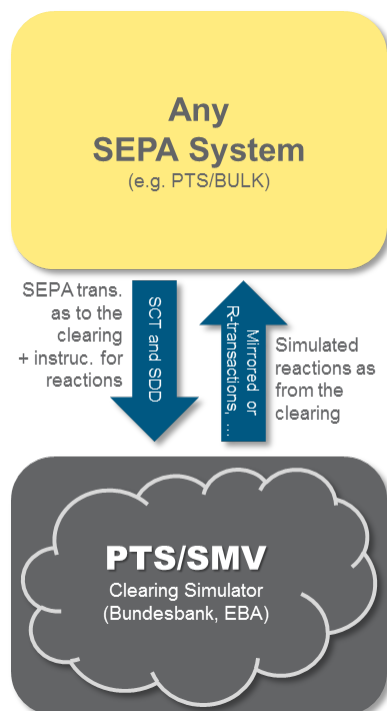 Any
SEPA System
(e.g. PTS/BULK)
SEPA trans.
as to the
clearing
+ instruc. for
reactions
SCT and SDD
Mirrored or
R-transactions, ...
Simulated
reactions as
from the
clearing
PTS/SMV
Clearing Simulator
(Bundesbank, EBA)